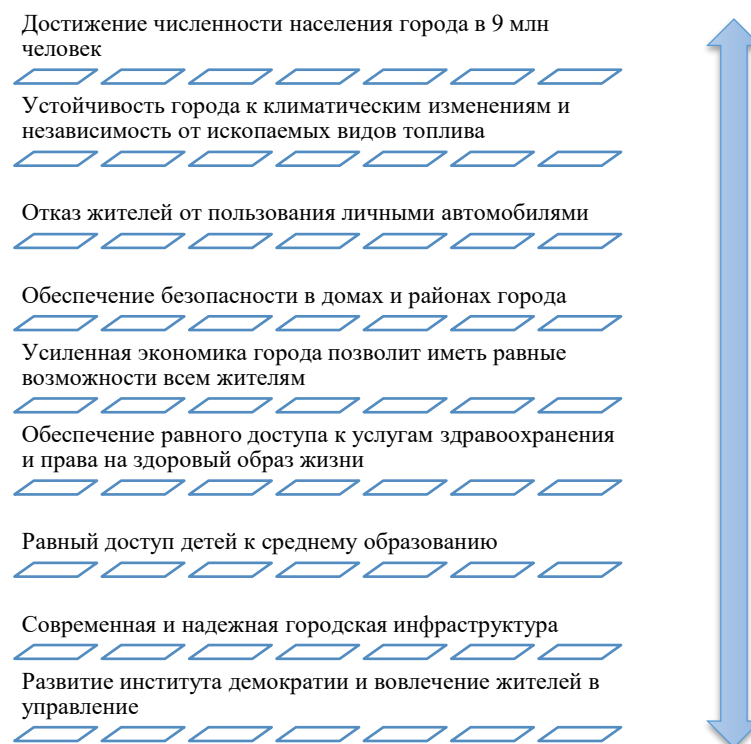 Достижение численности населения города в 9 млн
человек
Устойчивость города к климатическим изменениям и
независимость от ископаемых видов топлива
Отказ жителей от пользования личными автомобилями
Обеспечение безопасности в домах и районах города
Усиленная экономика города позволит иметь равные
возможности всем жителям
Обеспечение равного доступа к услугам здравоохранения
и права на здоровый образ жизни
Равный доступ детей к среднему образованию
Современная и надежная городская инфраструктура
Развитие института демократии и вовлечение жителей в
управление